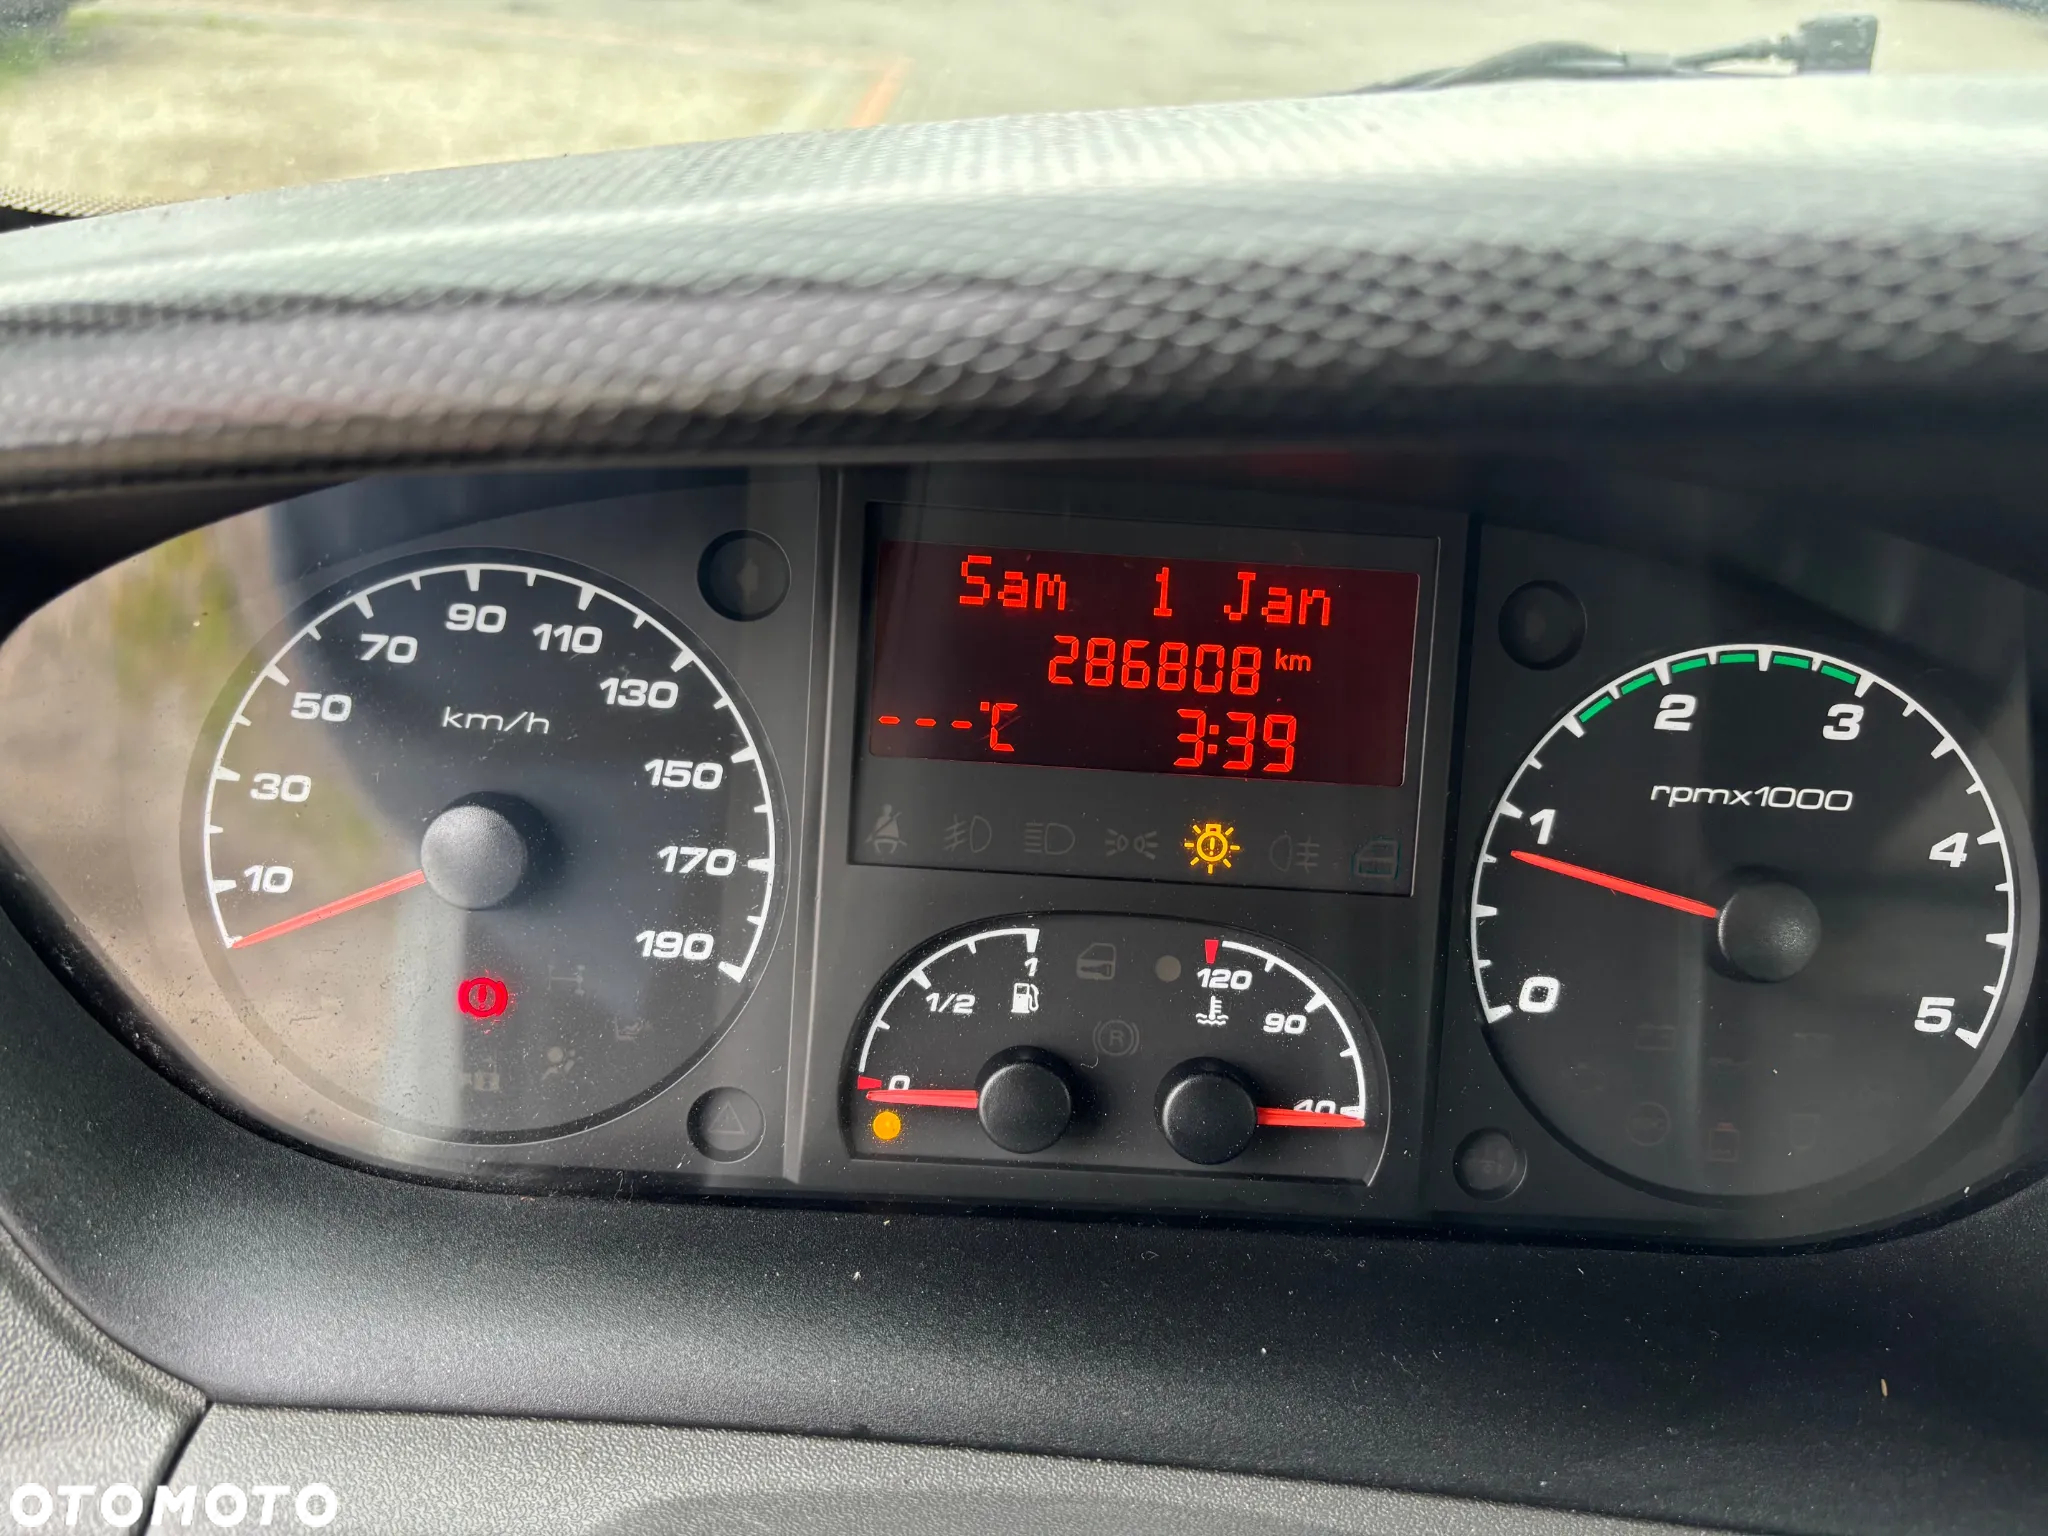 Sam 1 Jan
286808 km
---°C 3:39
10 30 50 70 90 110 130 150 170 190
km/h
0 1/2 1
120 90 40
0 1 2 3 4 5
rpmx1000
R
OTOMOTO